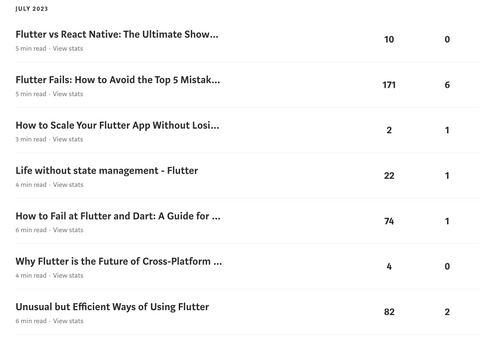 JULY 2023
Flutter vs React Native: The Ultimate Show...
10
0
5 min read · View stats
Flutter Fails: How to Avoid the Top 5 Mistak...
171
6
5 min read · View stats
How to Scale Your Flutter App Without Losi...
2
1
3 min read · View stats
Life without state management - Flutter
22
1
4 min read · View stats
How to Fail at Flutter and Dart: A Guide for ...
74
1
6 min read · View stats
Why Flutter is the Future of Cross-Platform ...
4
0
4 min read · View stats
Unusual but Efficient Ways of Using Flutter
82
2
6 min read · View stats